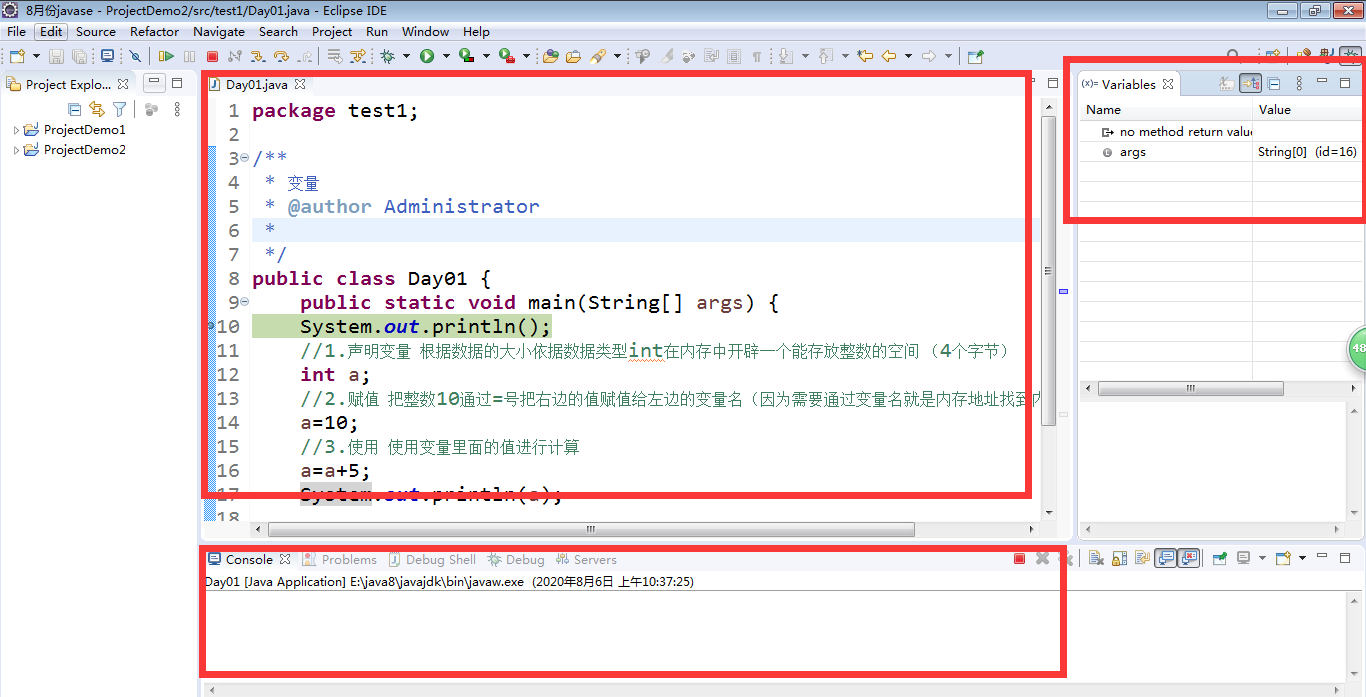 8月份javase - ProjectDemo2/src/test1/Day01.java - Eclipse IDE
File Edit Source Refactor Navigate Search Project Run Window Help
Project Explo...
ProjectDemo1
ProjectDemo2
Day01.java
1 package test1;
2
3 /**
4 * 变量
5 * @author Administrator
6 *
7 */
8 public class Day01 {
9 public static void main(String[] args) {
10 System.out.println();
11 //1.声明变量 根据数据的大小依据数据类型int在内存中开辟一个能存放整数的空间（4个字节）
12 int a;
13 //2.赋值 把整数10通过=号把右边的值赋值给左边的变量名（因为需要通过变量名就是内存地址找到
14 a=10;
15 //3.使用 使用变量里面的值进行计算
16 a=a+5;
17 System.out.println(a);
18
(x)= Variables
Name Value
no method return value
args String[0] (id=16)
48
Console Problems Debug Shell Debug Servers
Day01 [Java Application] E:\java8\javajdk\bin\javaw.exe (2020年8月6日 上午10:37:25)